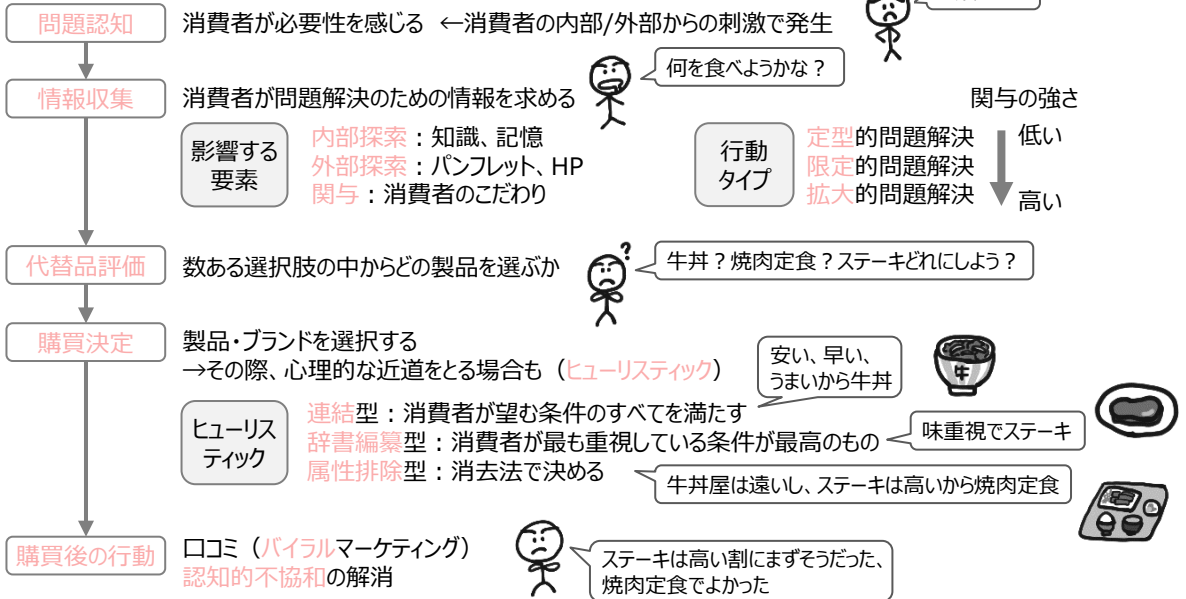 問題認知
消費者が必要性を感じる ←消費者の内部/外部からの刺激で発生
何を食べようかな?
情報収集
消費者が問題解決のための情報を求める
関与の強さ
影響する
要素
内部探索:知識、記憶
外部探索:パンフレット、HP
関与:消費者のこだわり
行動
タイプ
定型的問題解決
限定的問題解決
拡大的問題解決
低い
高い
代替品評価
数ある選択肢の中からどの製品を選ぶか
?
牛丼?焼肉定食?ステーキどれにしよう?
購買決定
製品・ブランドを選択する
→その際、心理的な近道をとる場合も(ヒューリスティック)
安い、早い、
うまいから牛丼
牛
ヒューリス
ティック
連結型:消費者が望む条件のすべてを満たす
辞書編纂型:消費者が最も重視している条件が最高のもの
味重視でステーキ
属性排除型:消去法で決める
牛丼屋は遠いし、ステーキは高いから焼肉定食
購買後の行動
口コミ(バイラルマーケティング)
認知的不協和の解消
ステーキは高い割にまずそうだった、
焼肉定食でよかった